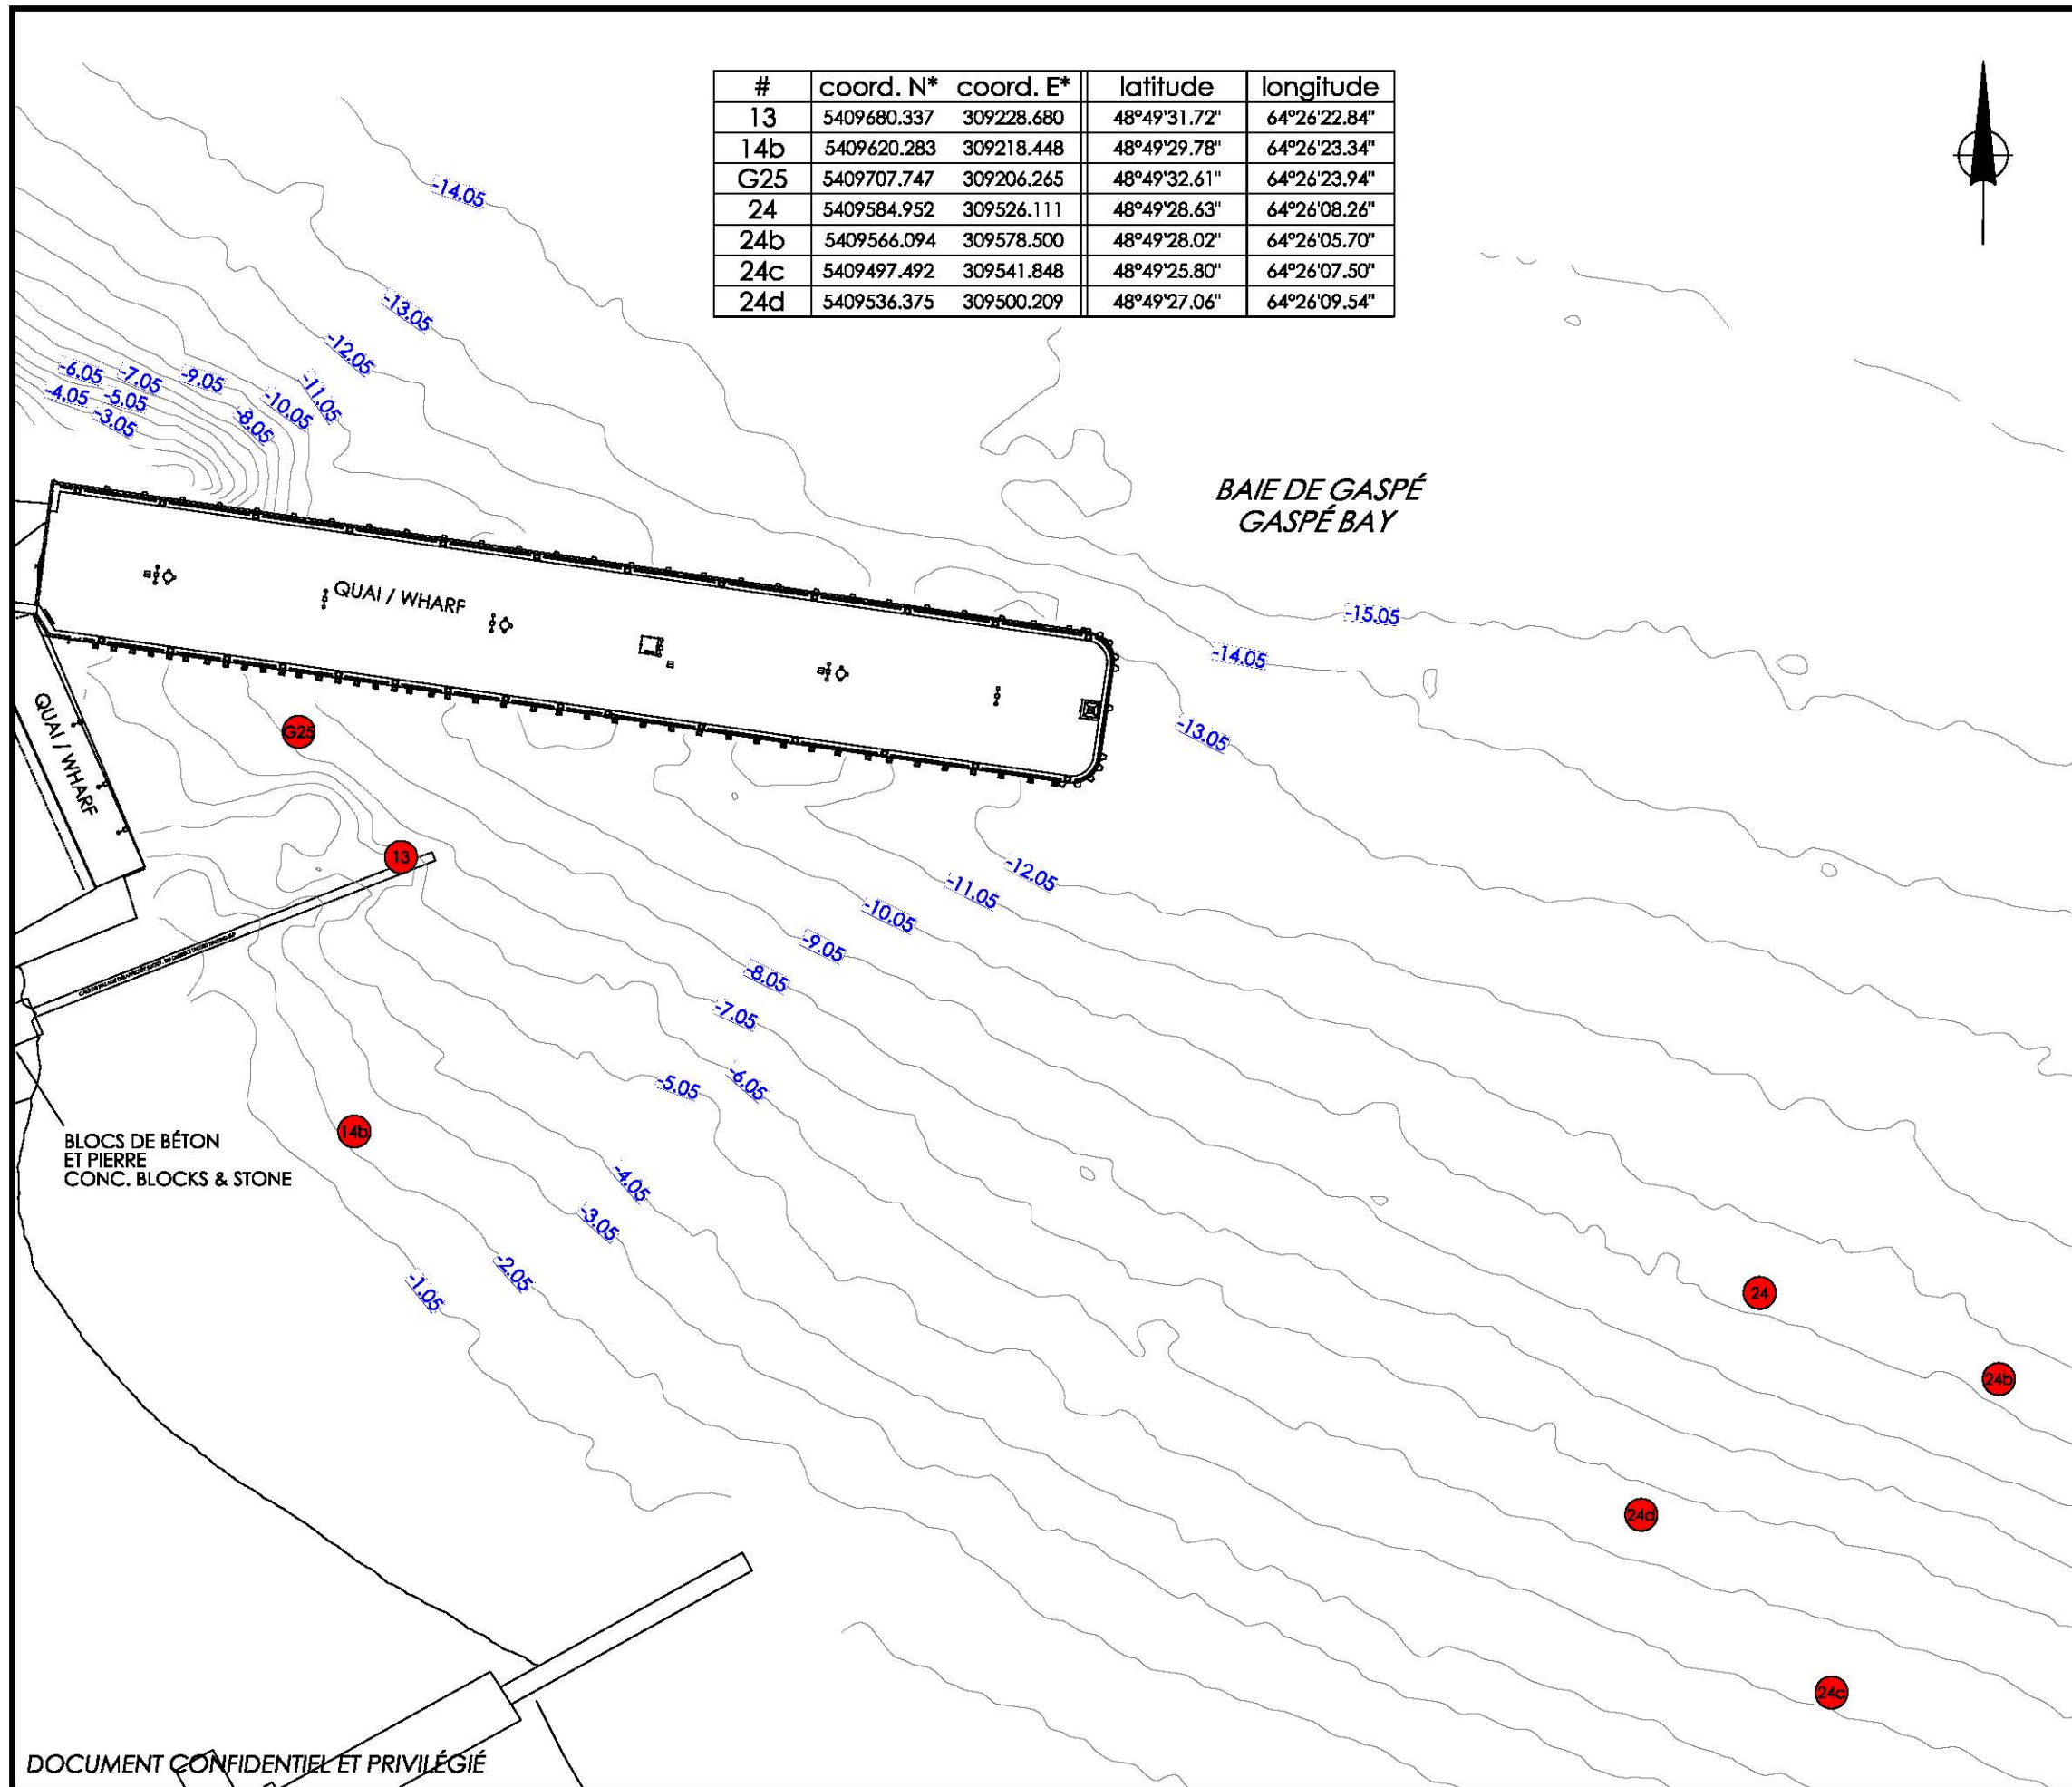 # coord. N* coord. E* latitude longitude
13 5409680.337 309228.680 48°49'31.72" 64°26'22.84"
14b 5409620.283 309218.448 48°49'29.78" 64°26'23.34"
G25 5409707.747 309206.265 48°49'32.61" 64°26'23.94"
24 5409584.952 309526.111 48°49'28.63" 64°26'08.26"
24b 5409566.094 309578.500 48°49'28.02" 64°26'05.70"
24c 5409497.492 309541.848 48°49'25.80" 64°26'07.50"
24d 5409536.375 309500.209 48°49'27.06" 64°26'09.54"
-14.05
-13.05
-12.05
-11.05
-6.05
-7.05
-9.05
-10.05
-4.05
-5.05
-8.05
-3.05
BAIE DE GASPÉ
GASPÉ BAY
QUAI / WHARF
-15.05
-14.05
-13.05
QUAI / WHARF
G25
13
-12.05
-11.05
-10.05
-9.05
-8.05
-7.05
-6.05
-5.05
14b
BLOCS DE BÉTON
ET PIERRE
CONC. BLOCKS & STONE
-4.05
-3.05
-2.05
-1.05
24
24b
24d
24c
DOCUMENT CONFIDENTIEL ET PRIVILÉGIÉ